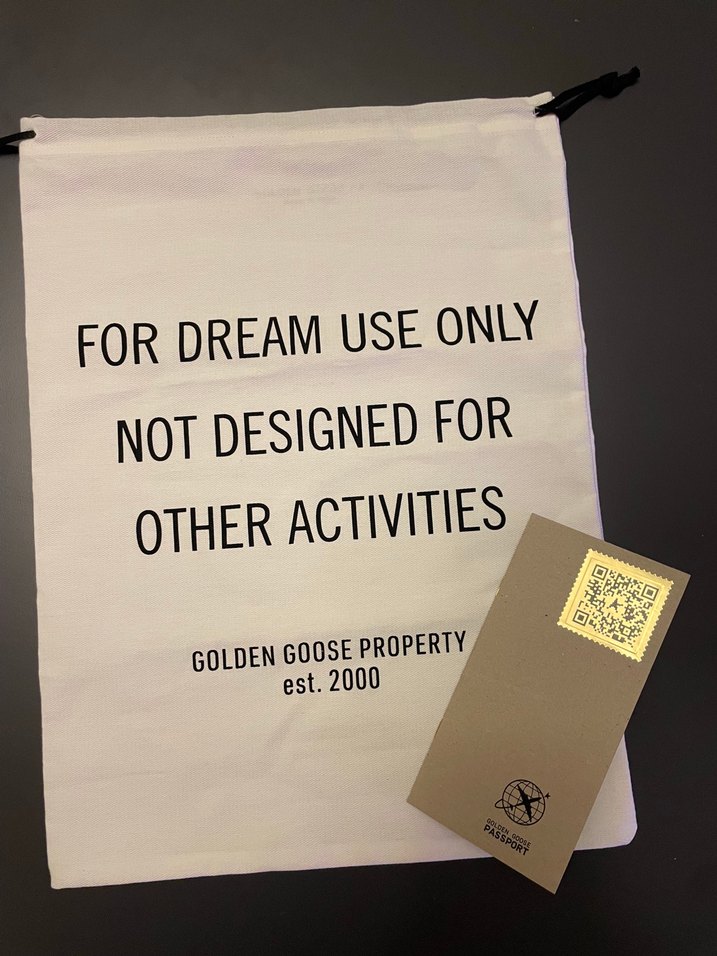 FOR DREAM USE ONLY
NOT DESIGNED FOR
OTHER ACTIVITIES
GOLDEN GOOSE PROPERTY
est. 2000
GOLDEN GOOSE
PASSPORT